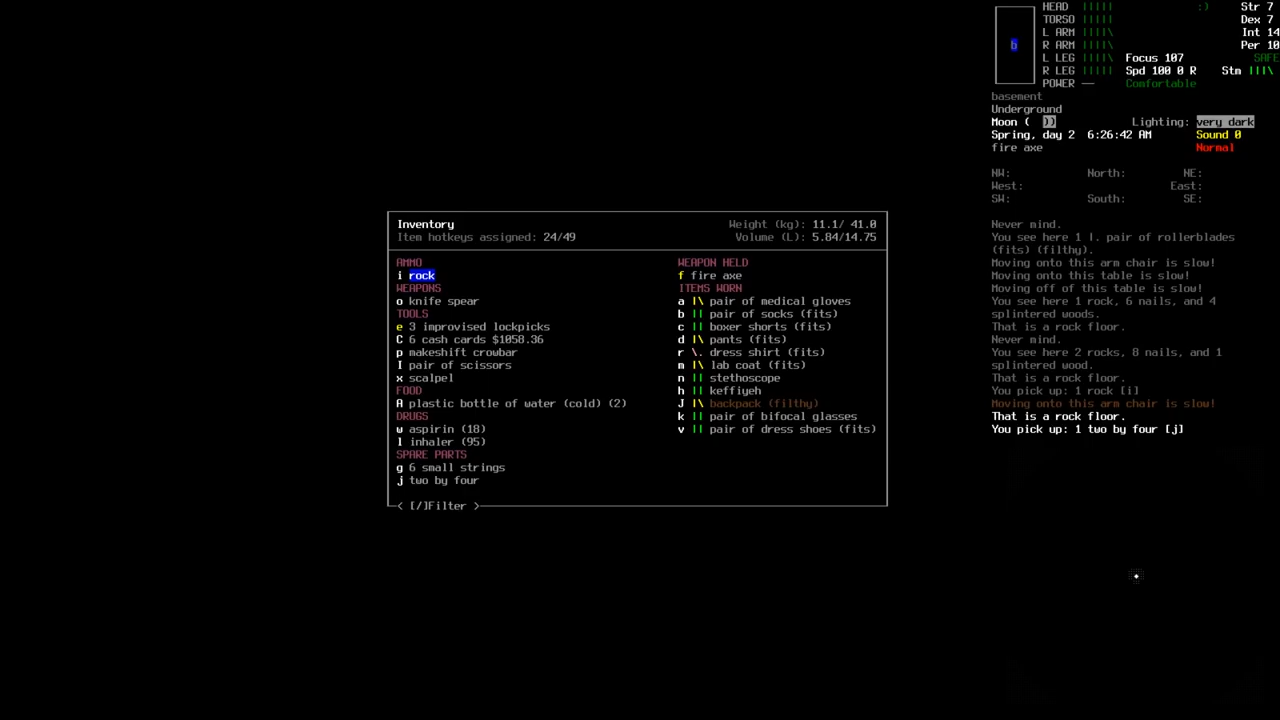 HEAD ||||| :) Str 7
TORSO ||||| Dex 7
L ARM ||||\ Int 14
R ARM ||||\ Per 10
b
L LEG ||||\ Focus 107 SAFE
R LEG ||||| Spd 100 0 R Stm |||\
POWER —— Comfortable
basement
Underground
Moon ( )) Lighting: very dark
Spring, day 2 6:26:42 AM Sound 0
fire axe Normal
NW: North: NE:
West: East:
SW: South: SE:
Inventory Weight (kg): 11.1/ 41.0
Item hotkeys assigned: 24/49 Volume (L): 5.84/14.75
AMMO
i rock
WEAPONS
o knife spear
TOOLS
e 3 improvised lockpicks
C 6 cash cards $1058.36
p makeshift crowbar
I pair of scissors
x scalpel
FOOD
A plastic bottle of water (cold) (2)
DRUGS
w aspirin (18)
l inhaler (95)
SPARE PARTS
g 6 small strings
j two by four
WEAPON HELD
f fire axe
ITEMS WORN
a |\ pair of medical gloves
b || pair of socks (fits)
c || boxer shorts (fits)
d |\ pants (fits)
r \. dress shirt (fits)
m |\ lab coat (fits)
n || stethoscope
h || keffiyeh
J |\ backpack (filthy)
k || pair of bifocal glasses
v || pair of dress shoes (fits)
< [/]Filter >
Never mind.
You see here 1 |. pair of rollerblades
(fits) (filthy).
Moving onto this arm chair is slow!
Moving onto this table is slow!
Moving off of this table is slow!
You see here 1 rock, 6 nails, and 4
splintered woods.
That is a rock floor.
Never mind.
You see here 2 rocks, 8 nails, and 1
splintered wood.
That is a rock floor.
You pick up: 1 rock [i]
Moving onto this arm chair is slow!
That is a rock floor.
You pick up: 1 two by four [j]